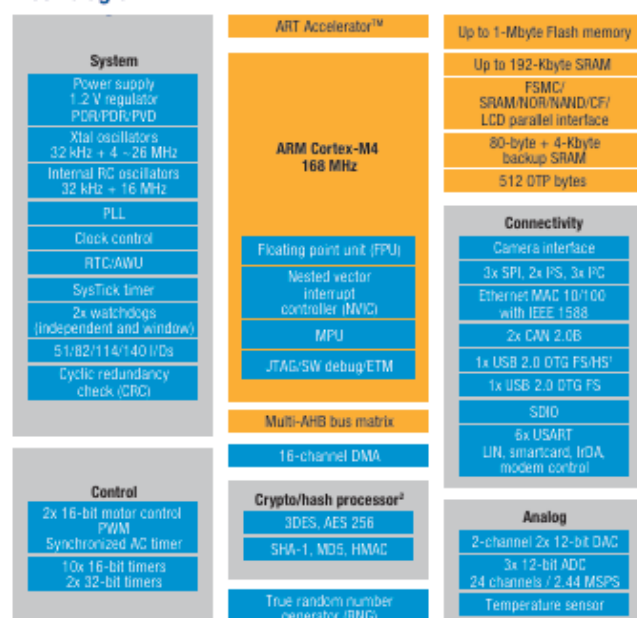 System
Power supply
1.2 V regulator
PDR/PDR/PVD
Xtal oscillators
32 kHz + 4 ~26 MHz
Internal RC oscillators
32 kHz + 16 MHz
PLL
Clock control
RTC/AWU
SysTick timer
2x watchdogs
(independent and window)
51/82/114/140 I/Os
Cyclic redundancy
check (CRC)
Control
2x 16-bit motor control
PWM
Synchronized AC timer
10x 16-bit timers
2x 32-bit timers
ART Accelerator™
ARM Cortex-M4
168 MHz
Floating point unit (FPU)
Nested vector
interrupt
controller (NVIC)
MPU
JTAG/SW debug/ETM
Multi-AHB bus matrix
16-channel DMA
Crypto/hash processor²
3DES, AES 256
SHA-1, MD5, HMAC
True random number
generator (RNG)
Up to 1-Mbyte Flash memory
Up to 192-Kbyte SRAM
FSMC/
SRAM/NOR/NAND/CF/
LCD parallel interface
80-byte + 4-Kbyte
backup SRAM
512 OTP bytes
Connectivity
Camera interface
3x SPI, 2x I²S, 3x I²C
Ethernet MAC 10/100
with IEEE 1588
2x CAN 2.0B
1x USB 2.0 OTG FS/HS¹
1x USB 2.0 OTG FS
SDIO
6x USART
LIN, smartcard, IrDA,
modem control
Analog
2-channel 2x 12-bit DAC
3x 12-bit ADC
24 channels / 2.44 MSPS
Temperature sensor